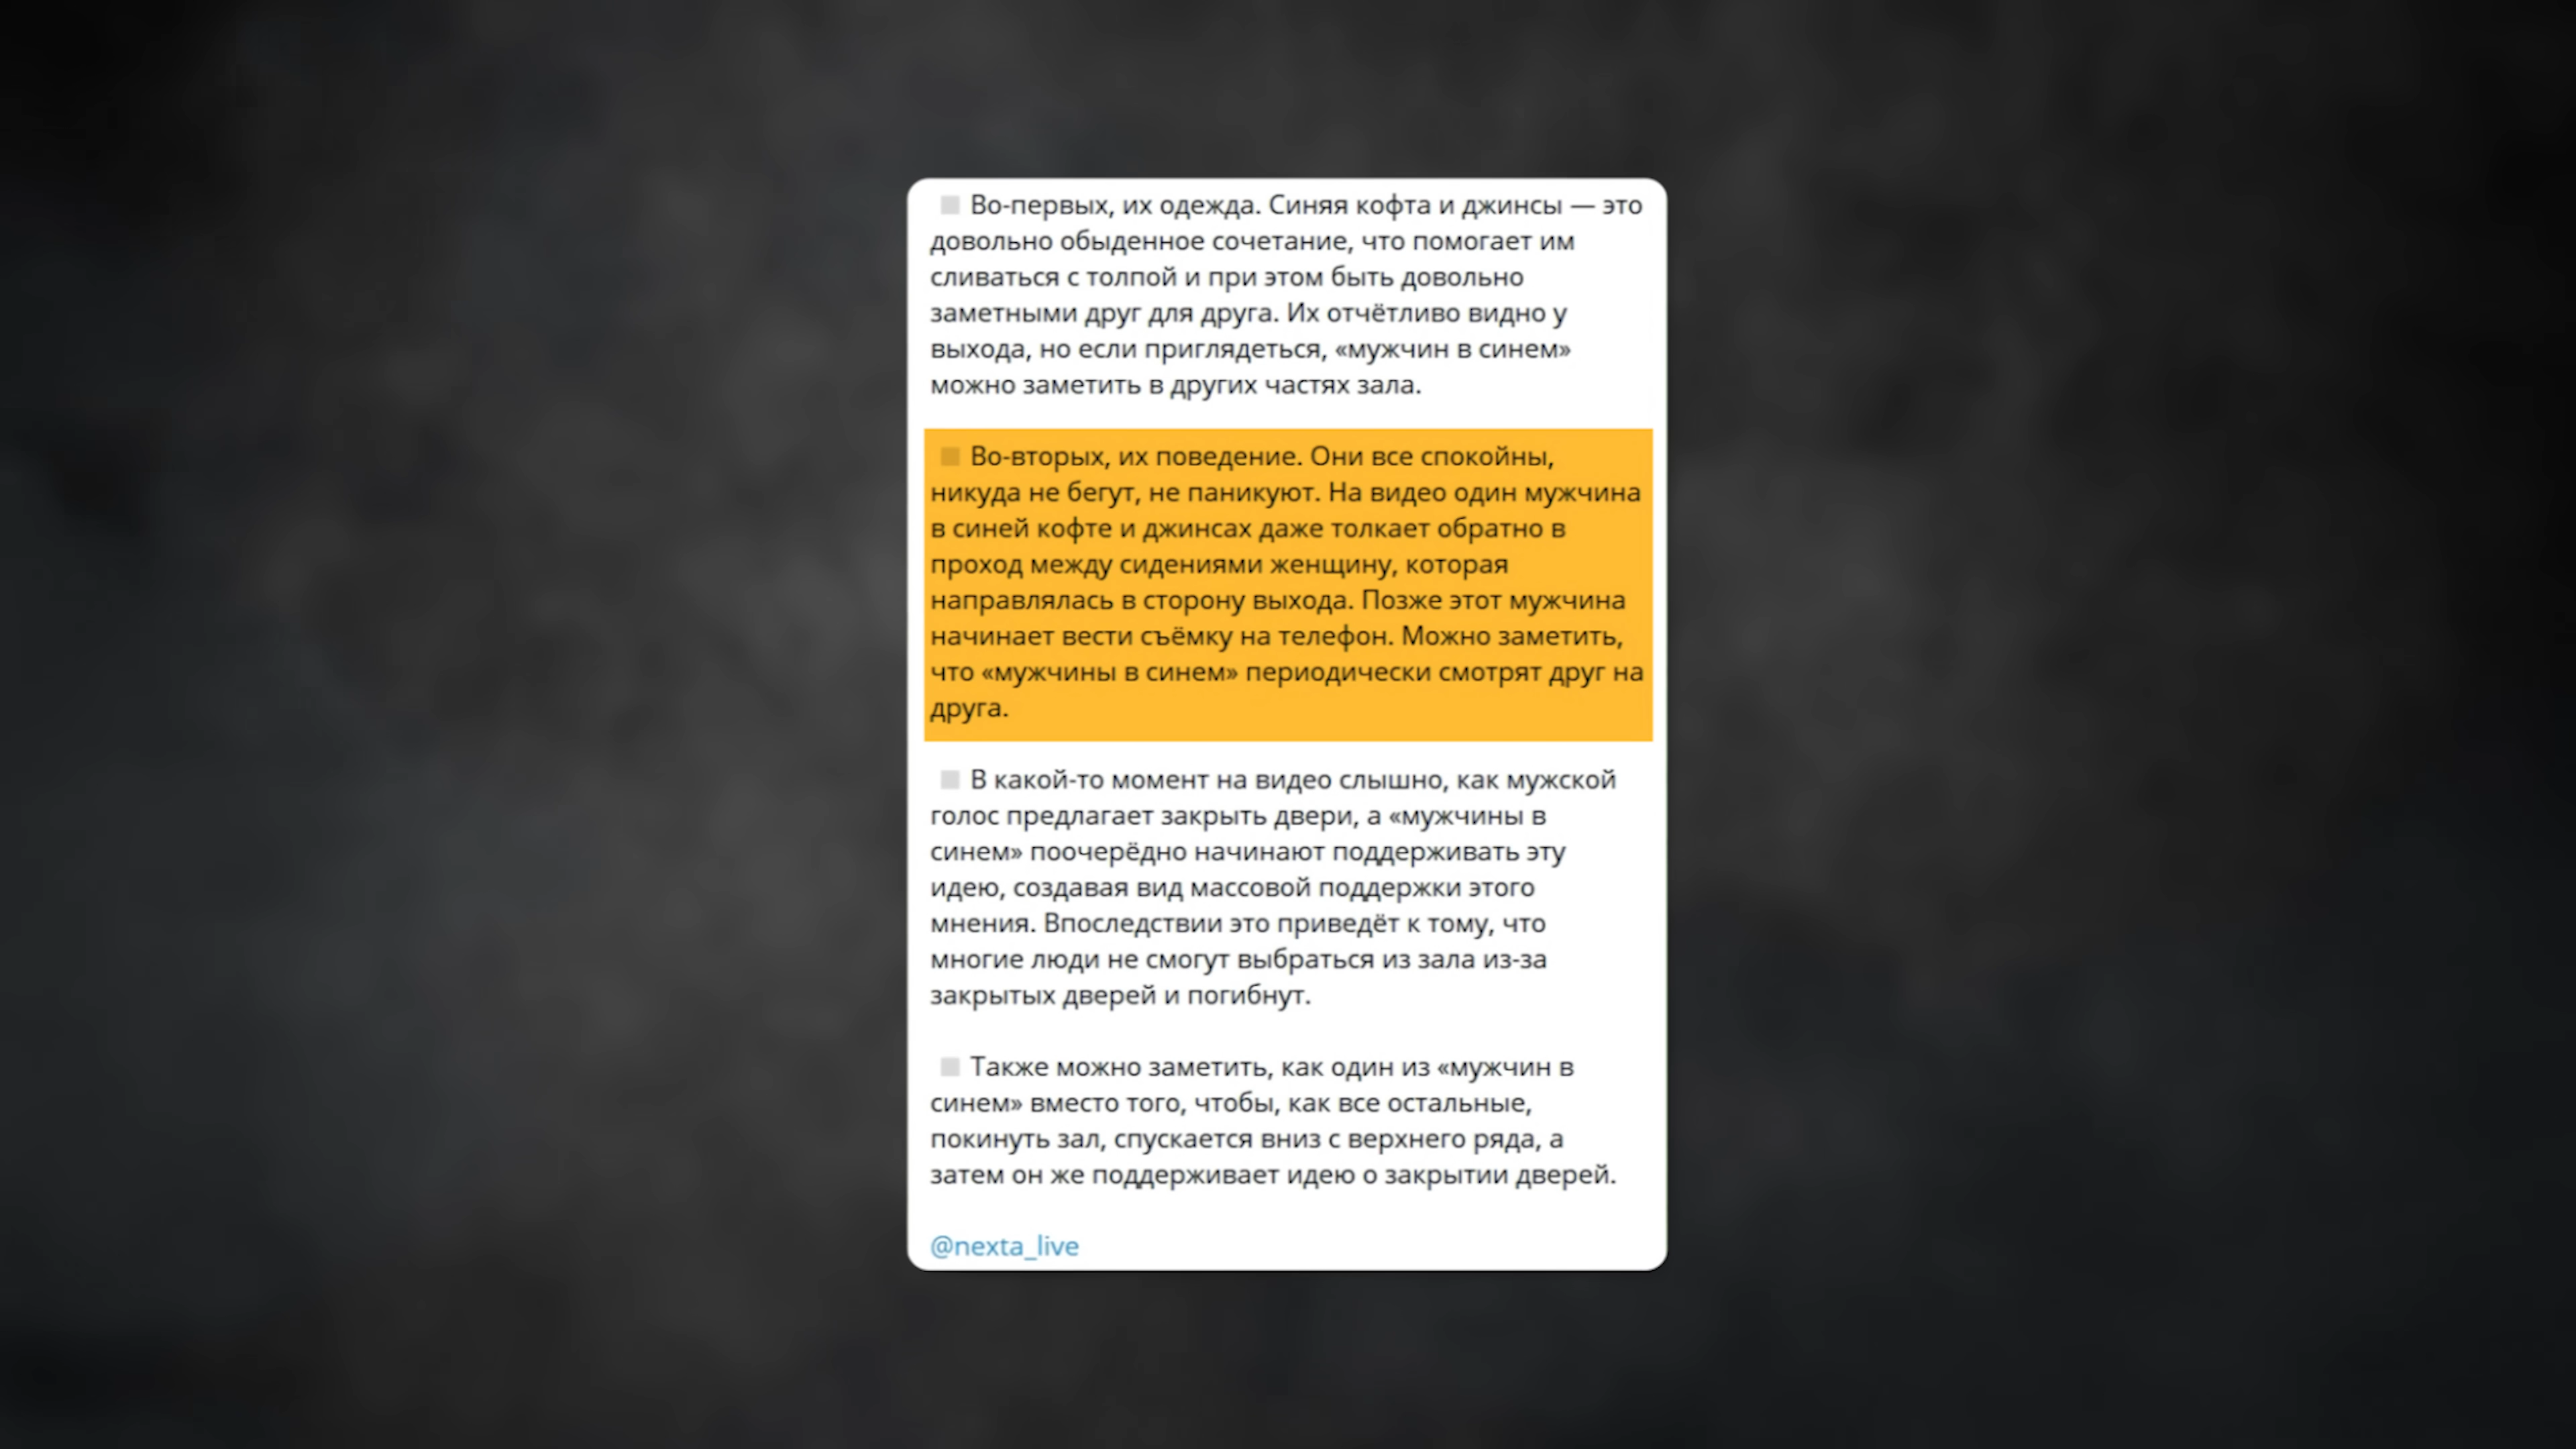 Во-первых, их одежда. Синяя кофта и джинсы — это
довольно обыденное сочетание, что помогает им
сливаться с толпой и при этом быть довольно
заметными друг для друга. Их отчётливо видно у
выхода, но если приглядеться, «мужчин в синем»
можно заметить в других частях зала.
Во-вторых, их поведение. Они все спокойны,
никуда не бегут, не паникуют. На видео один мужчина
в синей кофте и джинсах даже толкает обратно в
проход между сидениями женщину, которая
направлялась в сторону выхода. Позже этот мужчина
начинает вести съёмку на телефон. Можно заметить,
что «мужчины в синем» периодически смотрят друг на
друга.
В какой-то момент на видео слышно, как мужской
голос предлагает закрыть двери, а «мужчины в
синем» поочерёдно начинают поддерживать эту
идею, создавая вид массовой поддержки этого
мнения. Впоследствии это приведёт к тому, что
многие люди не смогут выбраться из зала из-за
закрытых дверей и погибнут.
Также можно заметить, как один из «мужчин в
синем» вместо того, чтобы, как все остальные,
покинуть зал, спускается вниз с верхнего ряда, а
затем он же поддерживает идею о закрытии дверей.
@nexta_live